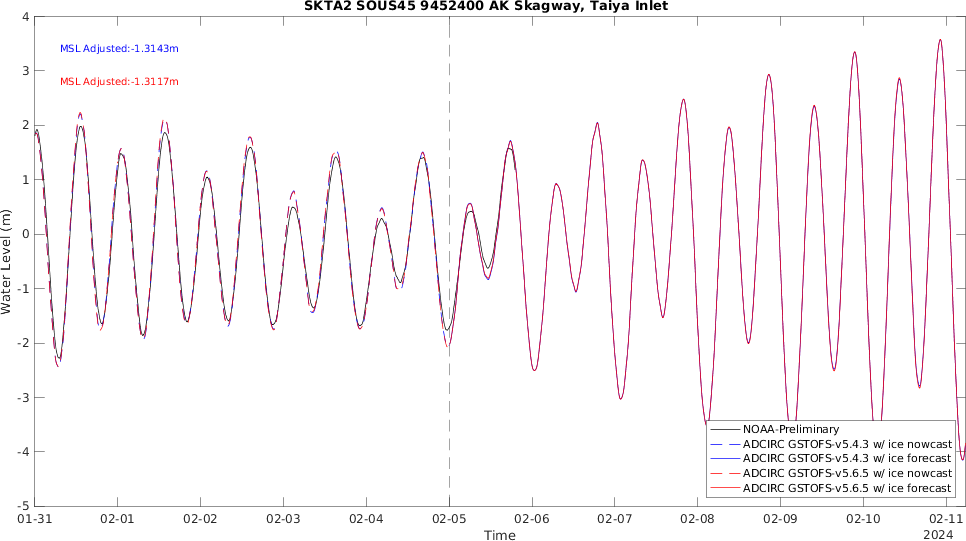 SKTA2 SOUS45 9452400 AK Skagway, Taiya Inlet
MSL Adjusted:-1.3143m
MSL Adjusted:-1.3117m
Water Level (m)
4
3
2
1
0
-1
-2
-3
-4
-5
NOAA-Preliminary
ADCIRC GSTOFS-v5.4.3 w/ ice nowcast
ADCIRC GSTOFS-v5.4.3 w/ ice forecast
ADCIRC GSTOFS-v5.6.5 w/ ice nowcast
ADCIRC GSTOFS-v5.6.5 w/ ice forecast
01-31 02-01 02-02 02-03 02-04 02-05 02-06 02-07 02-08 02-09 02-10 02-11
Time
2024